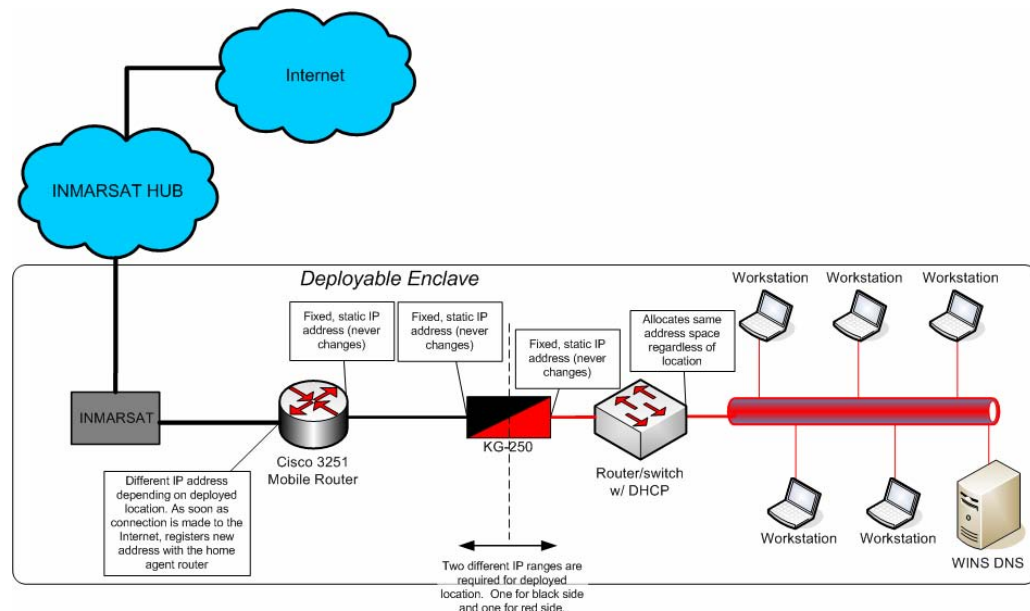 Internet
INMARSAT HUB
Deployable Enclave
Workstation
Workstation
Workstation
Fixed, static IP
address (never
changes)
Fixed, static IP
address (never
changes)
Fixed, static IP
address (never
changes)
Allocates same
address space
regardless of
location
INMARSAT
Cisco 3251
Mobile Router
KG-250
Router/switch
w/ DHCP
Different IP address
depending on deployed
location. As soon as
connection is made to the
Internet, registers new
address with the home
agent router
Workstation
Workstation
WINS DNS
Two different IP ranges are
required for deployed
location. One for black side
and one for red side.